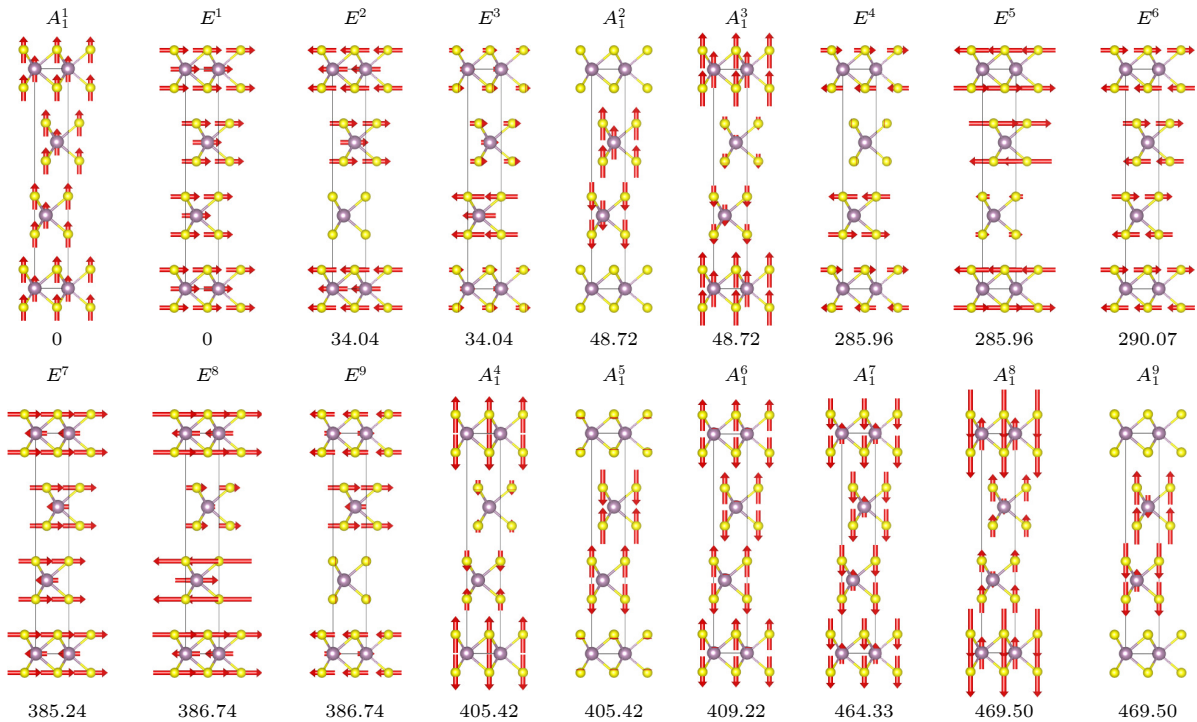 A₁¹ E¹ E² E³ A₁² A₁³ E⁴ E⁵ E⁶
0 0 34.04 34.04 48.72 48.72 285.96 285.96 290.07
E⁷ E⁸ E⁹ A₁⁴ A₁⁵ A₁⁶ A₁⁷ A₁⁸ A₁⁹
385.24 386.74 386.74 405.42 405.42 409.22 464.33 469.50 469.50